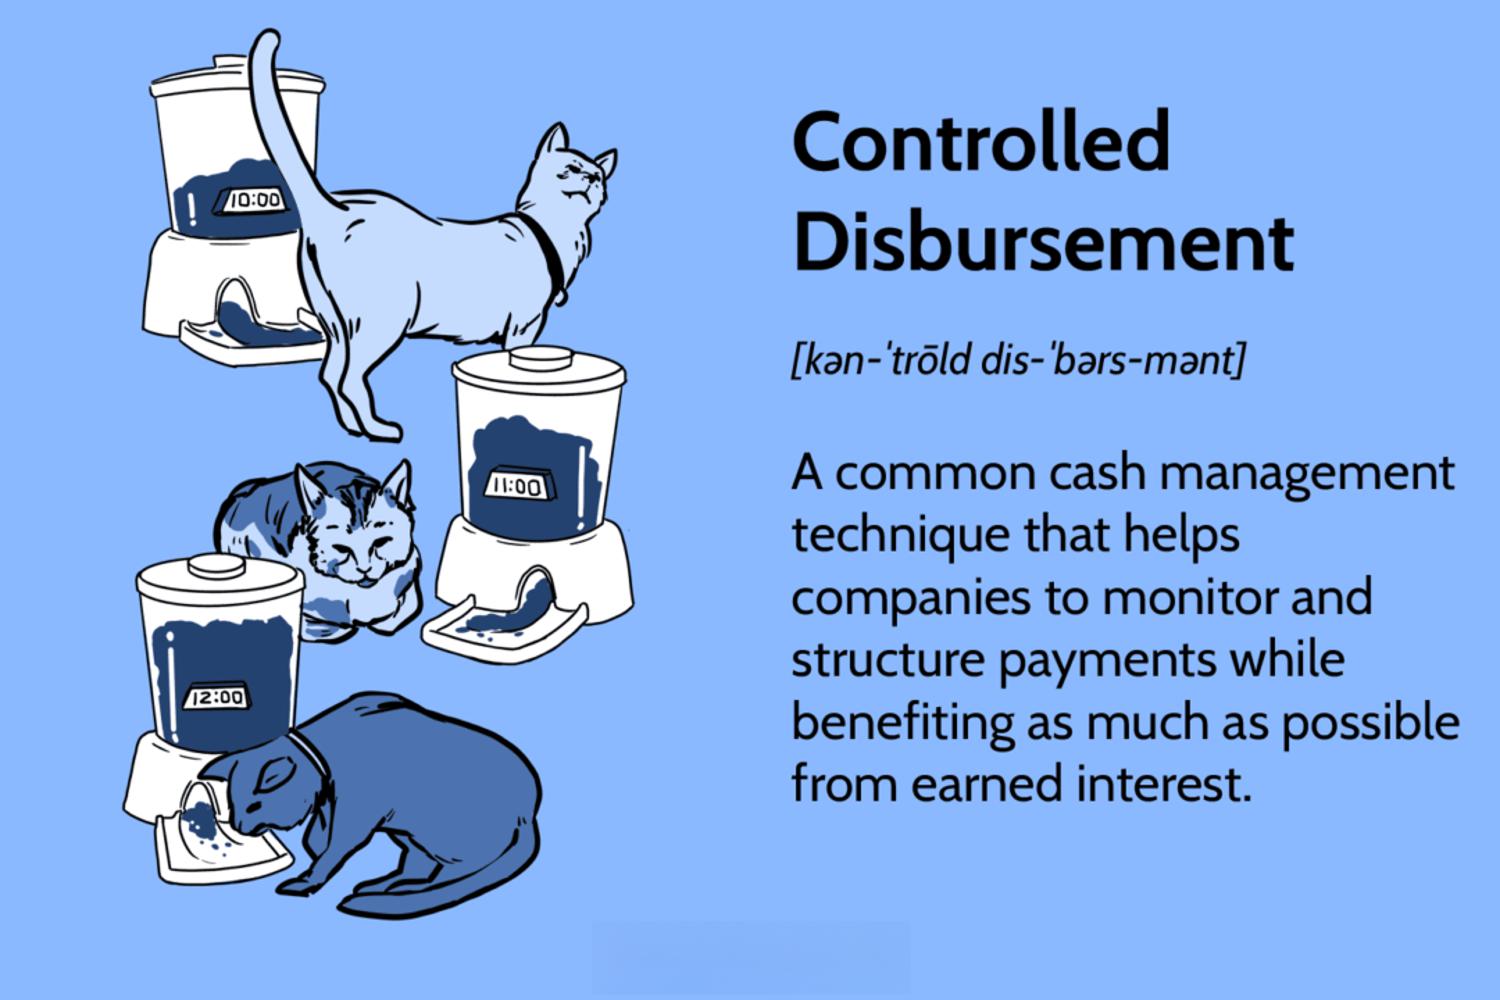 10:00
11:00
12:00
Controlled
Disbursement
[kən-ˈtrōld dis-ˈbərs-mənt]
A common cash management
technique that helps
companies to monitor and
structure payments while
benefiting as much as possible
from earned interest.